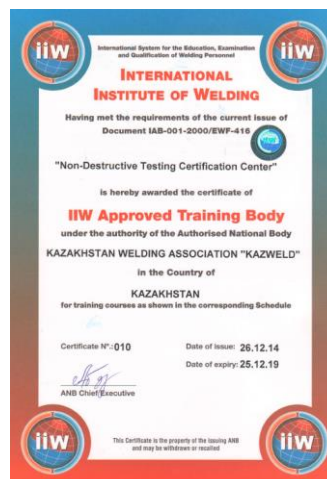 iiw
iiw
International System for the Education, Examination
and Qualification of Welding Personnel
INTERNATIONAL
INSTITUTE OF WELDING
Having met the requirements of the current issue of
Document IAB-001-2000/EWF-416
"Non-Destructive Testing Certification Center"
is hereby awarded the certificate of
IIW Approved Training Body
under the authority of the Authorised National Body
KAZAKHSTAN WELDING ASSOCIATION "KAZWELD"
in the Country of
KAZAKHSTAN
for training courses as shown in the corresponding Schedule
Certificate Nº.: 010
Date of issue: 26.12.14
Date of expiry: 25.12.19
ANB Chief Executive
iiw
This Certificate is the property of the issuing ANB
and may be withdrawn or recalled
iiw